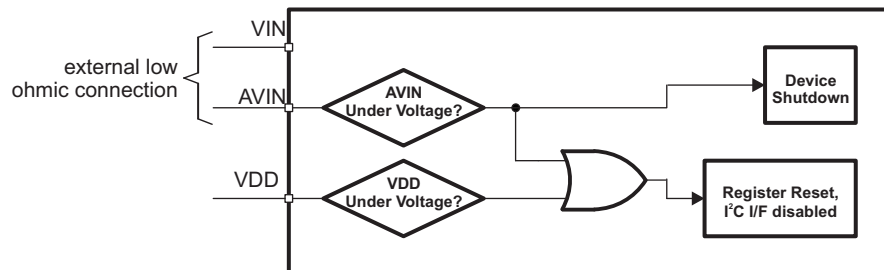 VIN
external low
ohmic connection
AVIN
AVIN
Under Voltage?
Device
Shutdown
VDD
VDD
Under Voltage?
Register Reset,
I²C I/F disabled